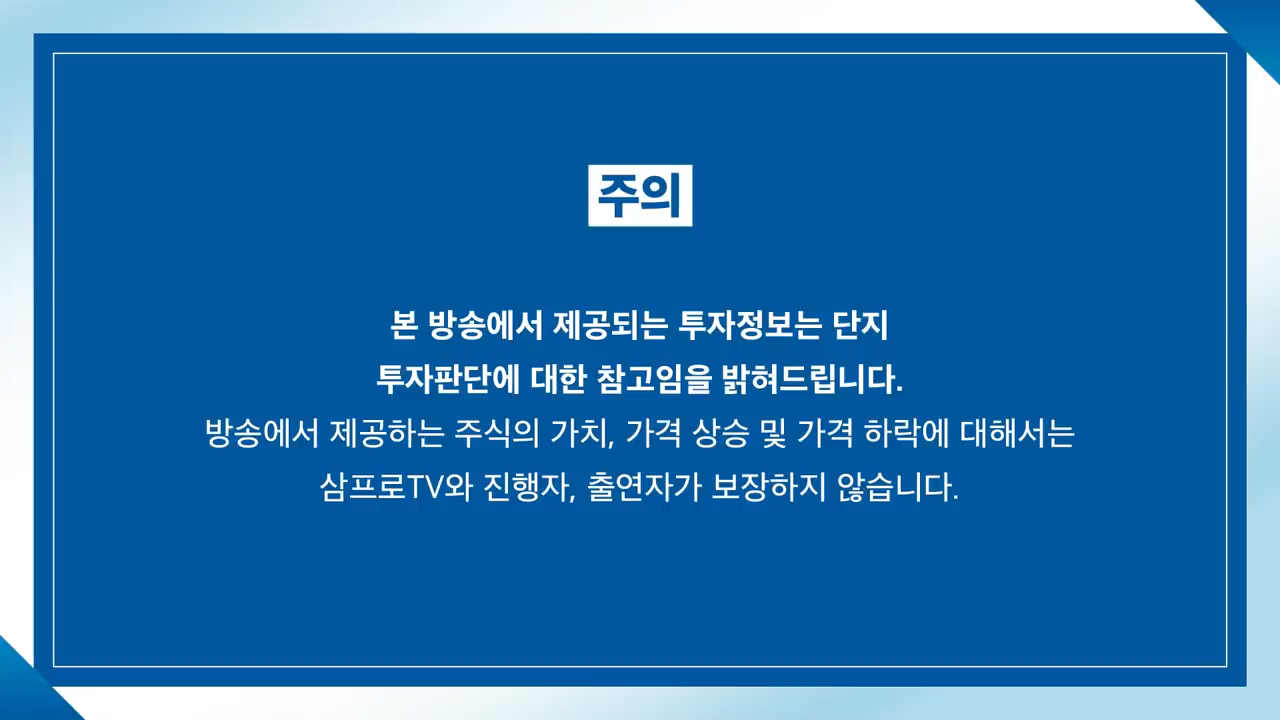 주의
본 방송에서 제공되는 투자정보는 단지
투자판단에 대한 참고임을 밝혀드립니다.
방송에서 제공하는 주식의 가치, 가격 상승 및 가격 하락에 대해서는
삼프로TV와 진행자, 출연자가 보장하지 않습니다.